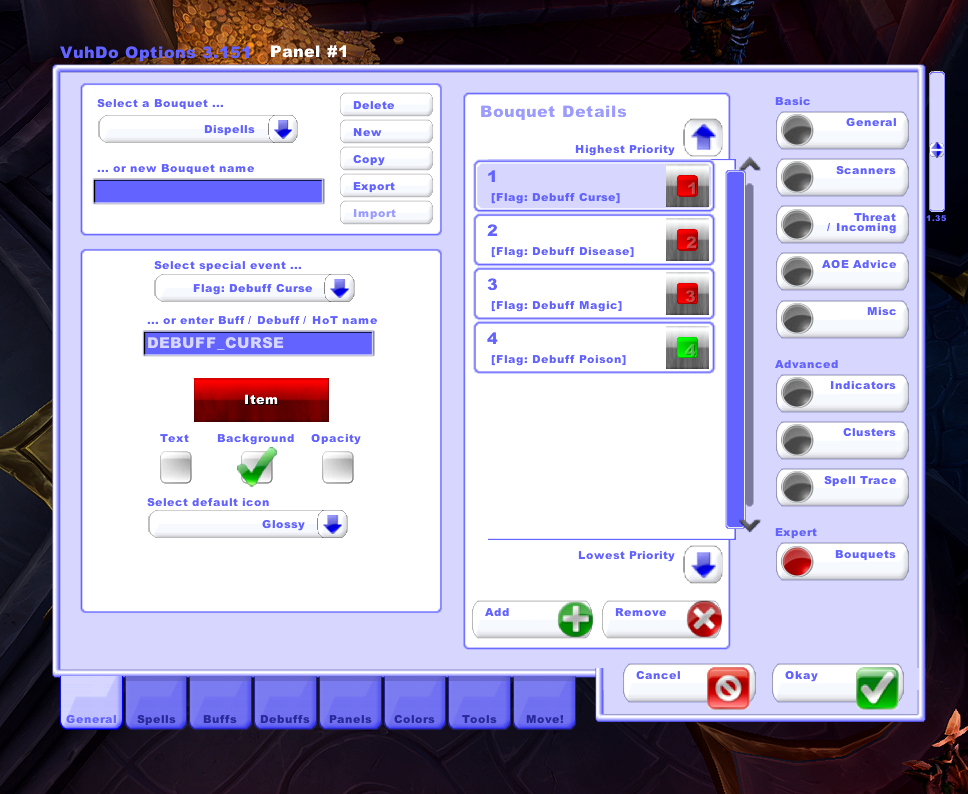 VuhDo Options 3.151 Panel #1
Select a Bouquet ...
Dispells
... or new Bouquet name
Delete
New
Copy
Export
Import
Select special event ...
Flag: Debuff Curse
... or enter Buff / Debuff / HoT name
DEBUFF_CURSE
Item
Text Background Opacity
Select default icon
Glossy
Bouquet Details
Highest Priority
1
[Flag: Debuff Curse]
1
2
[Flag: Debuff Disease]
2
3
[Flag: Debuff Magic]
3
4
[Flag: Debuff Poison]
4
Lowest Priority
Add
Remove
Basic
General
Scanners
Threat
/ Incoming
AOE Advice
Misc
Advanced
Indicators
Clusters
Spell Trace
Expert
Bouquets
1.35
Cancel
Okay
General Spells Buffs Debuffs Panels Colors Tools Move!